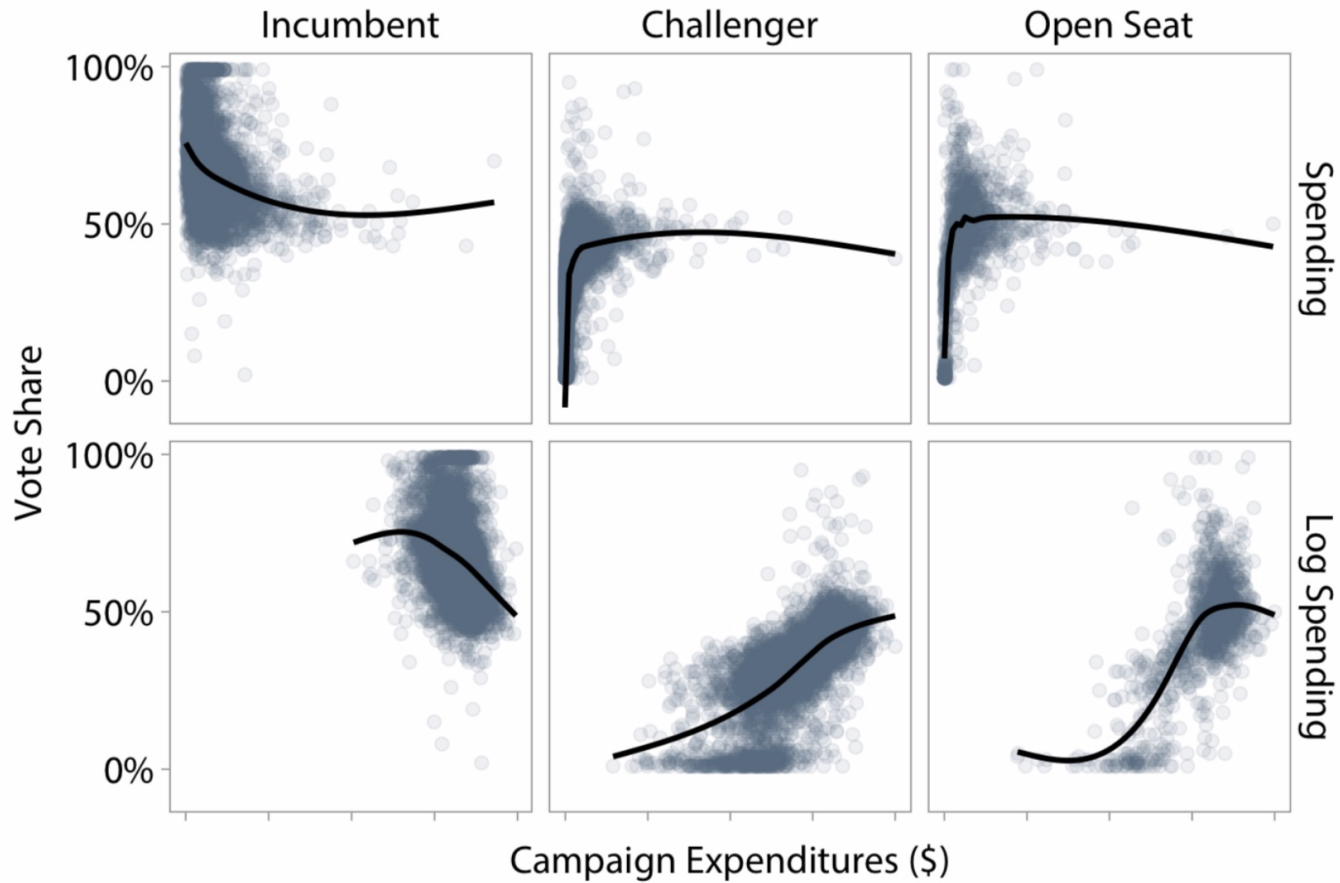 Incumbent
Challenger
Open Seat
100%
50%
0%
Spending
100%
50%
0%
Log Spending
Vote Share
Campaign Expenditures ($)